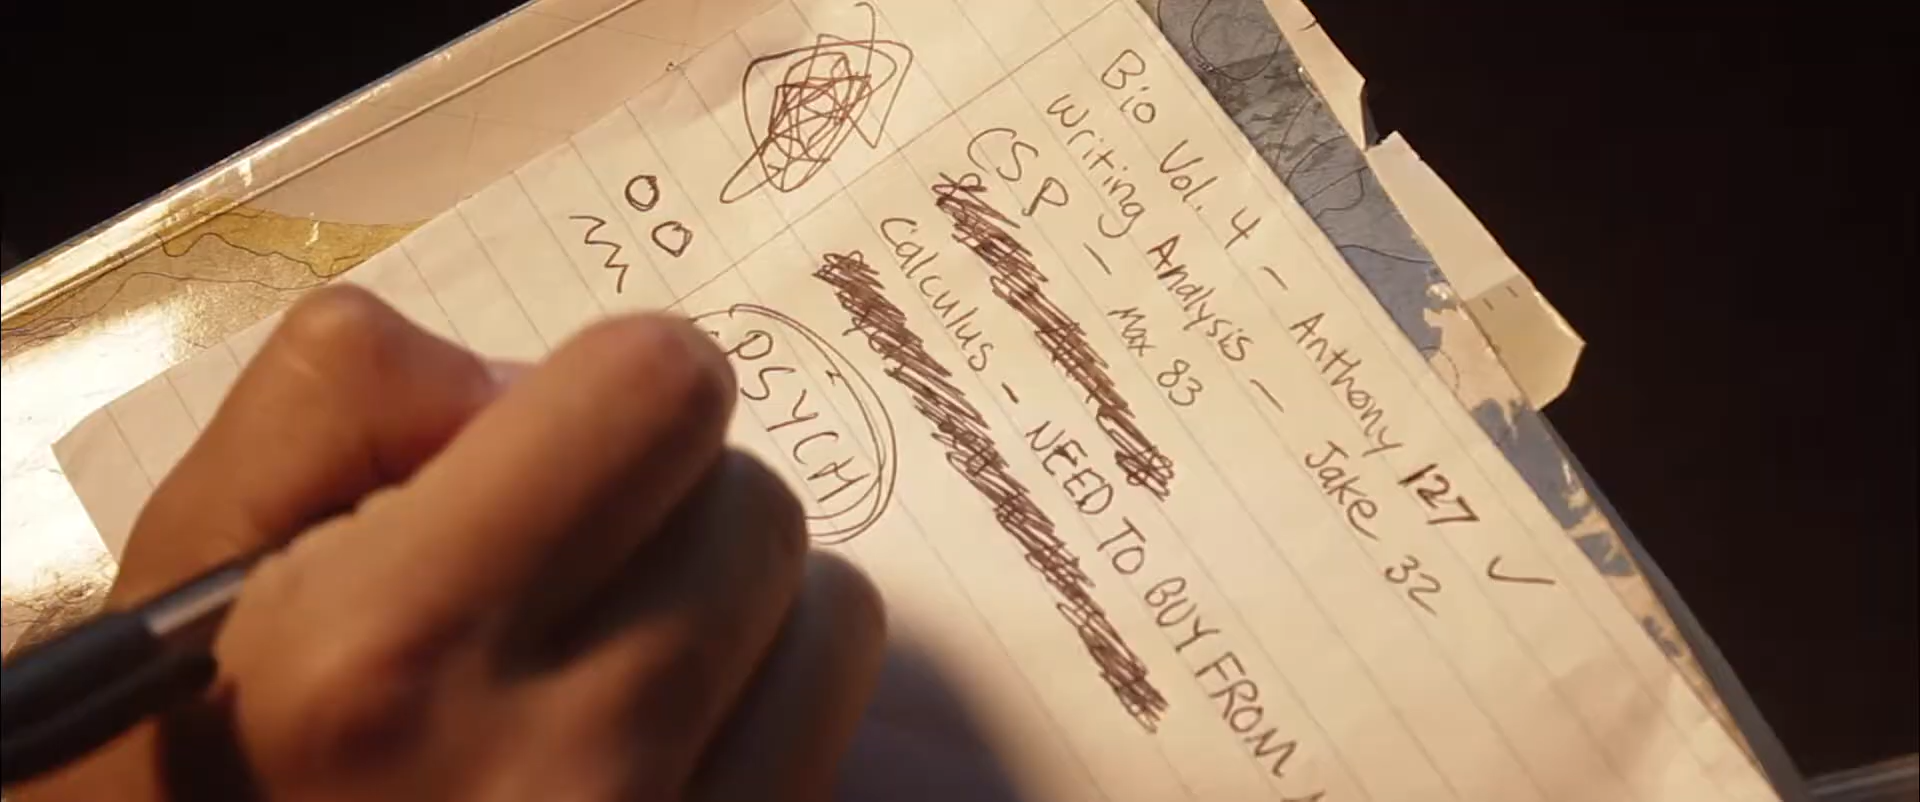 Bio Vol. 4 - Anthony 127 ✓
Writing Analysis - Jake 32
CSP - Max 83
Calculus - NEED TO BUY FROM
PSYCH